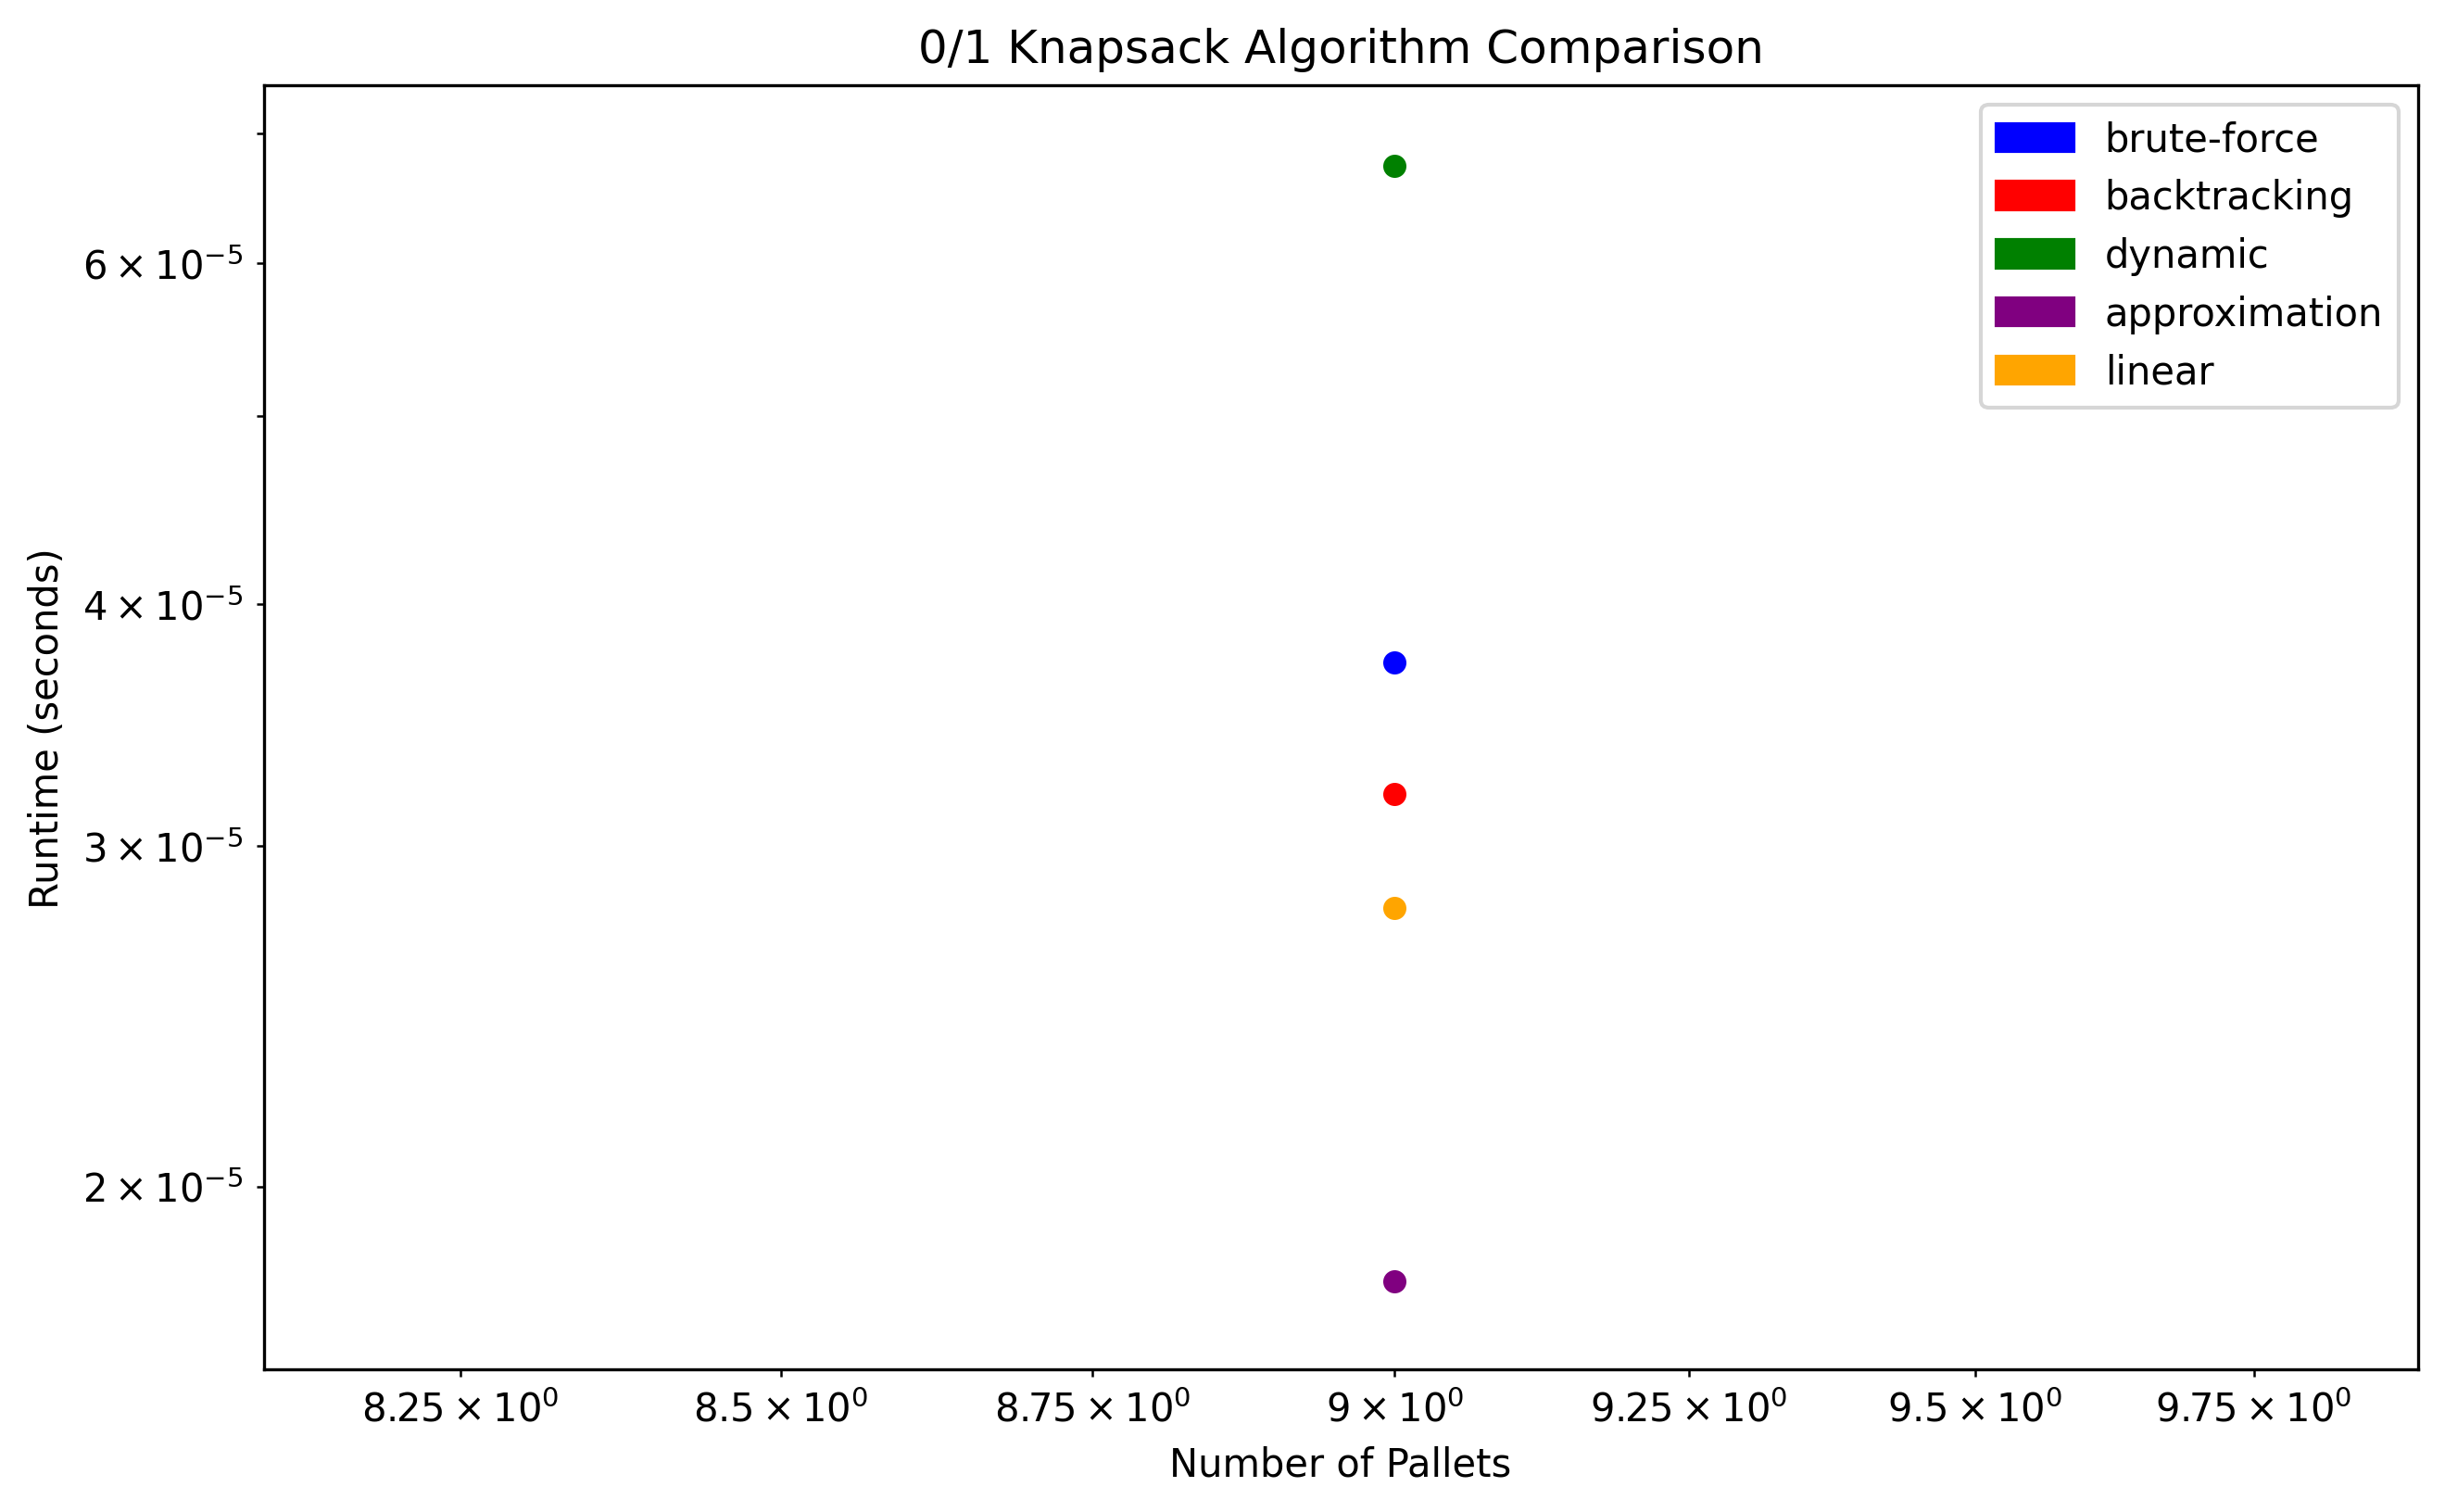 0/1 Knapsack Algorithm Comparison
brute-force
backtracking
dynamic
approximation
linear
Runtime (seconds)
6 × 10⁻⁵
4 × 10⁻⁵
3 × 10⁻⁵
2 × 10⁻⁵
8.25 × 10⁰ 8.5 × 10⁰ 8.75 × 10⁰ 9 × 10⁰ 9.25 × 10⁰ 9.5 × 10⁰ 9.75 × 10⁰
Number of Pallets